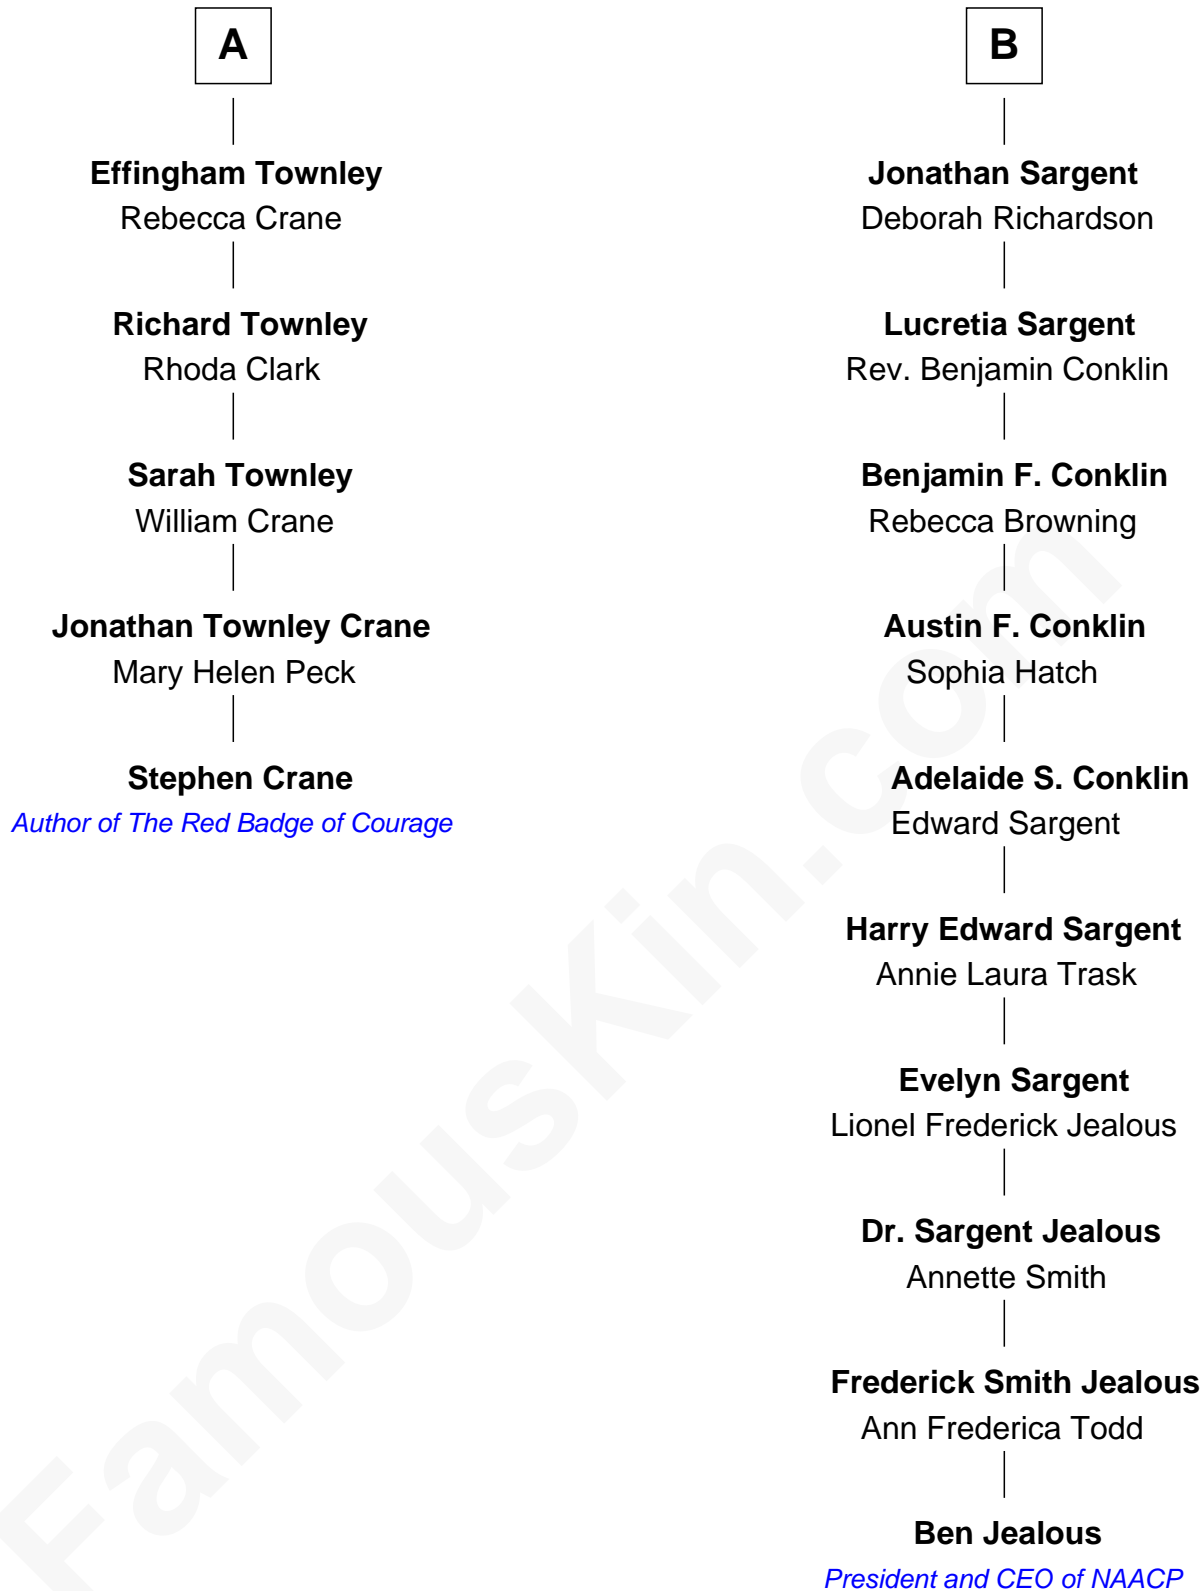 A
Effingham Townley
Rebecca Crane
Richard Townley
Rhoda Clark
Sarah Townley
William Crane
Jonathan Townley Crane
Mary Helen Peck
Stephen Crane
Author of The Red Badge of Courage
B
Jonathan Sargent
Deborah Richardson
Lucretia Sargent
Rev. Benjamin Conklin
Benjamin F. Conklin
Rebecca Browning
Austin F. Conklin
Sophia Hatch
Adelaide S. Conklin
Edward Sargent
Harry Edward Sargent
Annie Laura Trask
Evelyn Sargent
Lionel Frederick Jealous
Dr. Sargent Jealous
Annette Smith
Frederick Smith Jealous
Ann Frederica Todd
Ben Jealous
President and CEO of NAACP
FamousKin.com